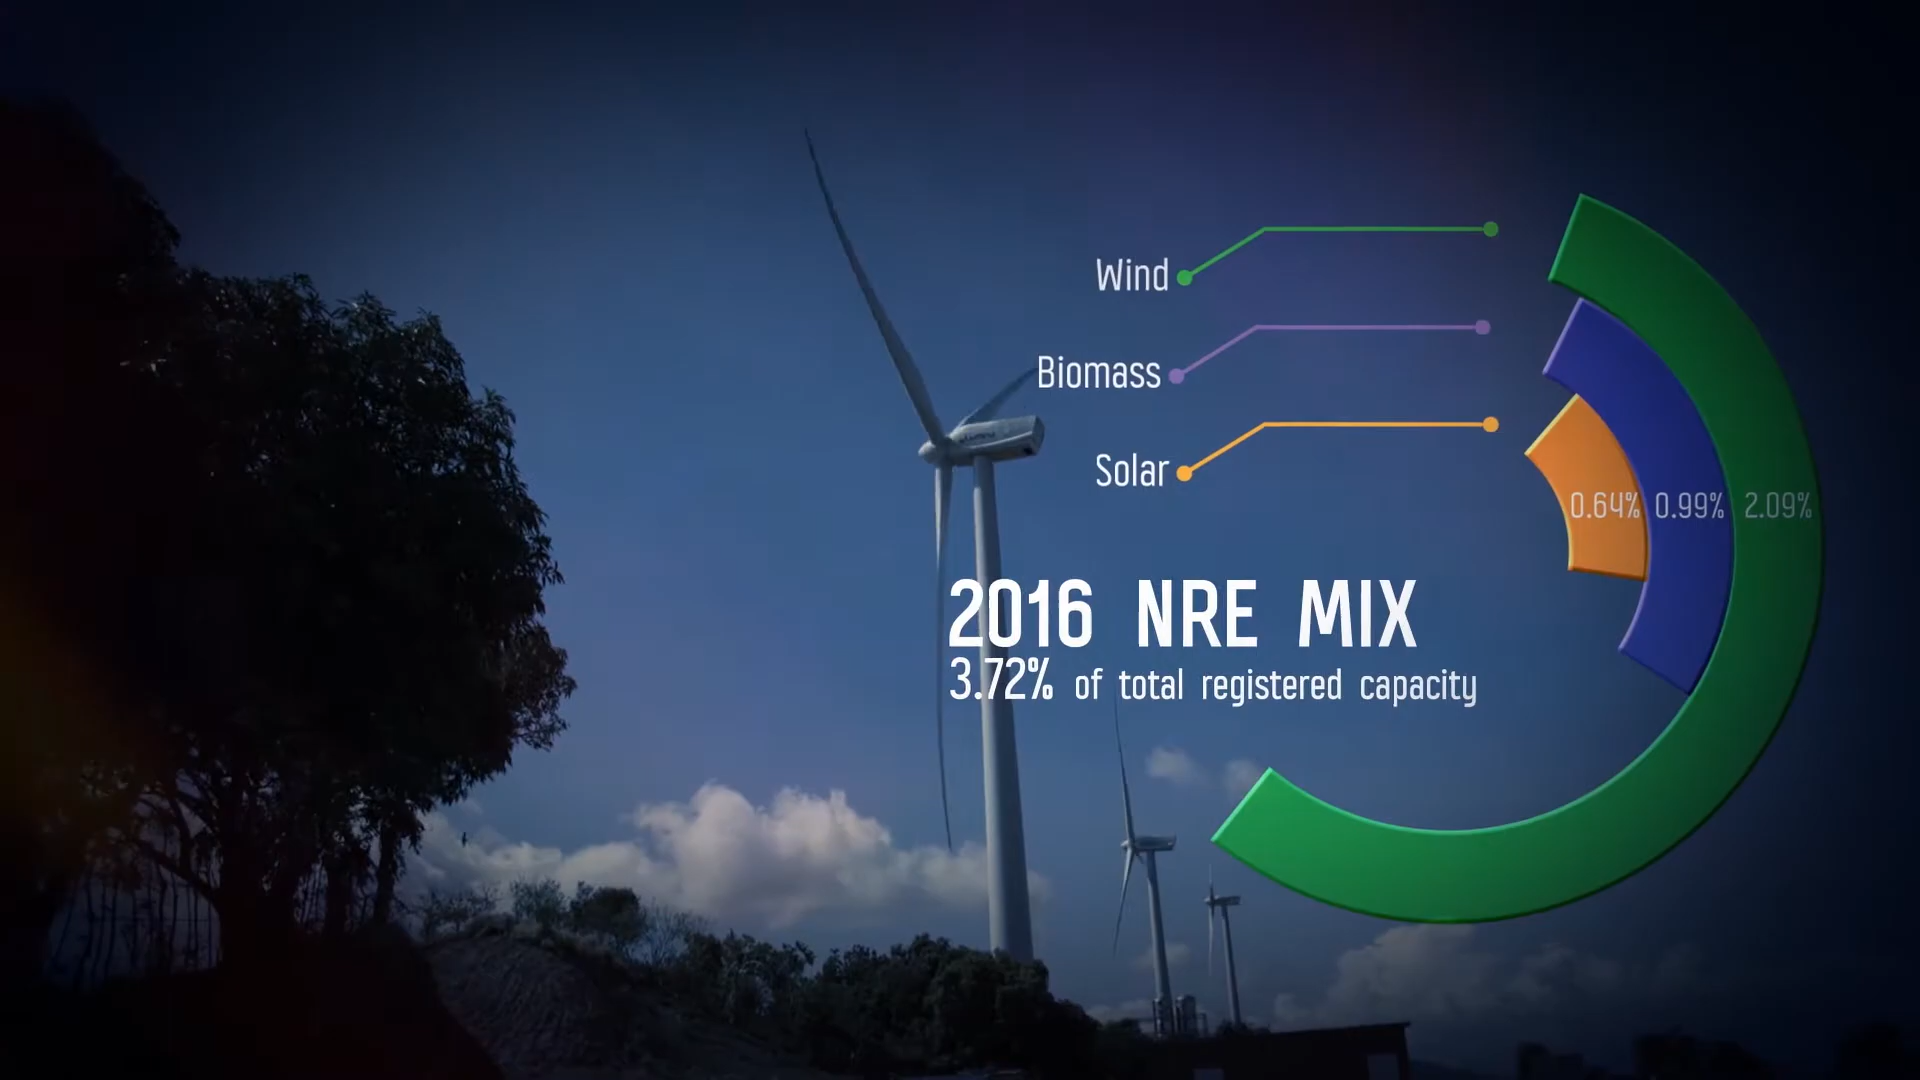 Wind
Biomass
Solar
0.64% 0.99% 2.09%
2016 NRE MIX
3.72% of total registered capacity